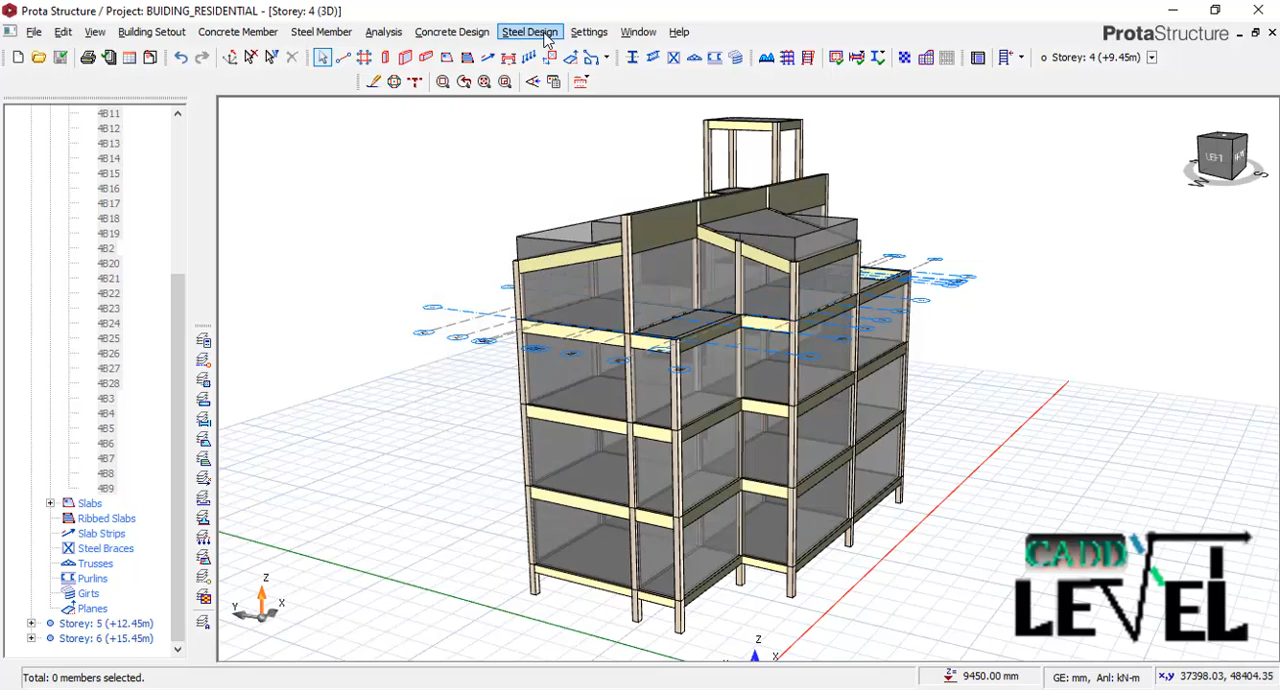 Prota Structure / Project: BUIDING_RESIDENTIAL - [Storey: 4 (3D)]
File Edit View Building Setout Concrete Member Steel Member Analysis Concrete Design Steel Design Settings Window Help
ProtaStructure
Storey: 4 (+9.45m)
4B11
4B12
4B13
4B14
4B15
4B16
4B17
4B18
4B19
4B2
4B20
4B21
4B22
4B23
4B24
4B25
4B26
4B27
4B28
4B3
4B4
4B5
4B6
4B7
4B8
4B9
Slabs
Ribbed Slabs
Slab Strips
Steel Braces
Trusses
Purlins
Girts
Planes
Storey: 5 (+12.45m)
Storey: 6 (+15.45m)
LEFT
W
S
Z
Y
X
Z
X
CADD
LEVEL
Total: 0 members selected.
Z= 9450.00 mm
GE: mm, Anl: kN-m
x,y 37398.03, 48404.35